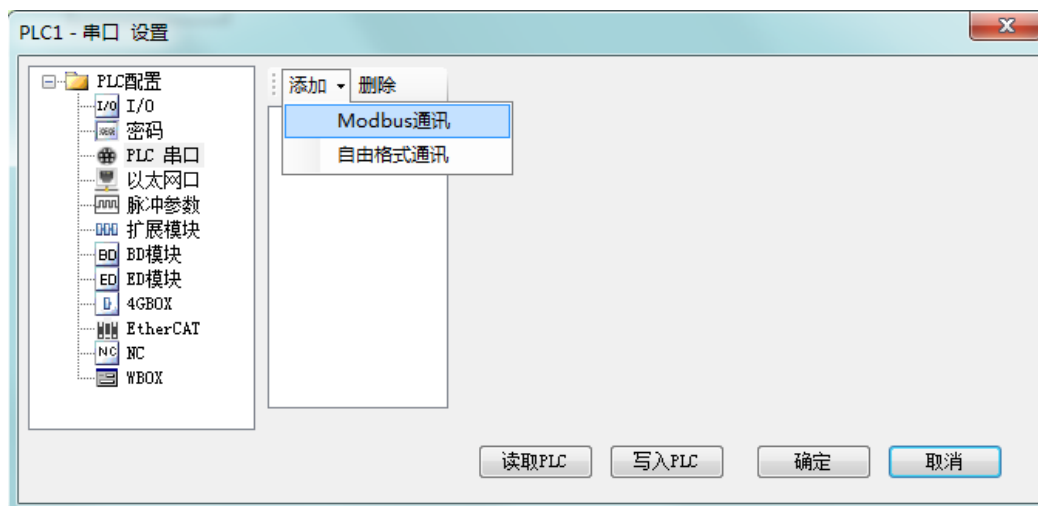 PLC1 - 串口 设置
PLC配置
I/O I/O
密码
PLC 串口
以太网口
脉冲参数
扩展模块
BD BD模块
ED ED模块
4GBOX
EtherCAT
NC NC
WBOX
添加 删除
Modbus通讯
自由格式通讯
读取PLC 写入PLC 确定 取消